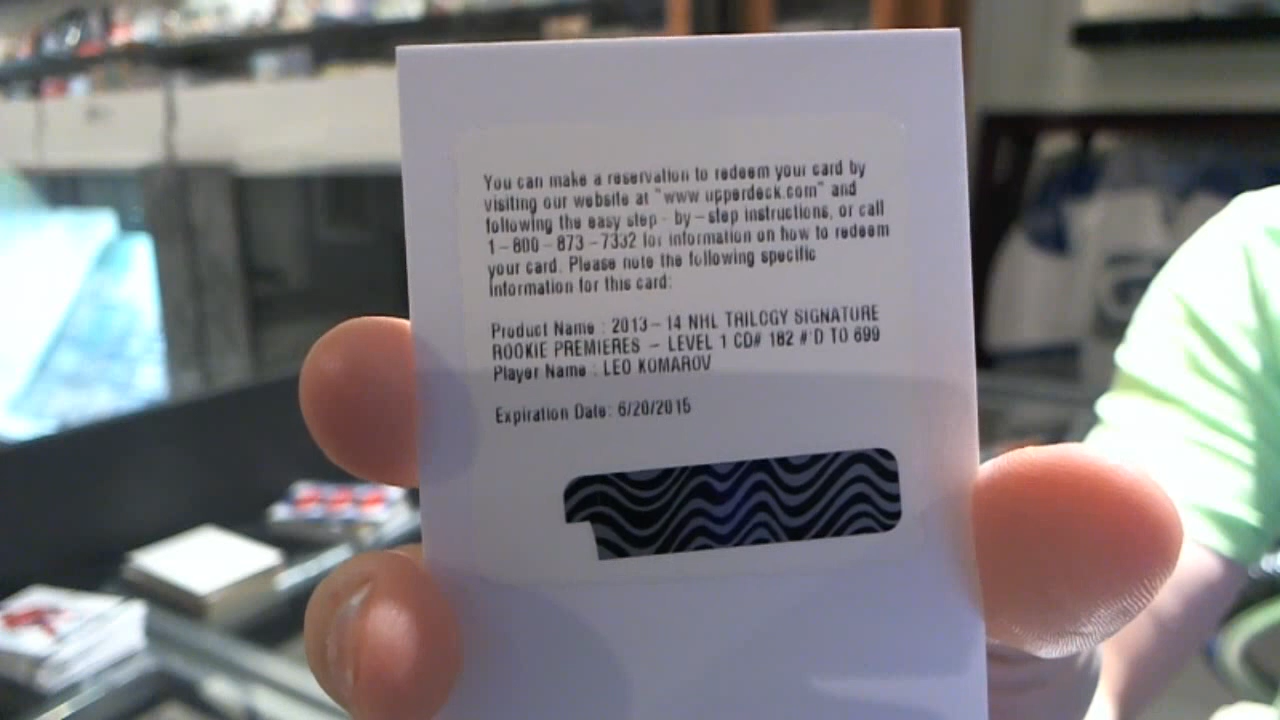 You can make a reservation to redeem your card by
visiting our website at "www upperdeck.com" and
following the easy step - by - step instructions, or call
1 - 800 - 873 - 7332 for information on how to redeem
your card. Please note the following specific
information for this card:
Product Name : 2013 - 14 NHL TRILOGY SIGNATURE
ROOKIE PREMIERES - LEVEL 1 CD# 182 #'D TO 699
Player Name : LEO KOMAROV
Expiration Date: 6/20/2015